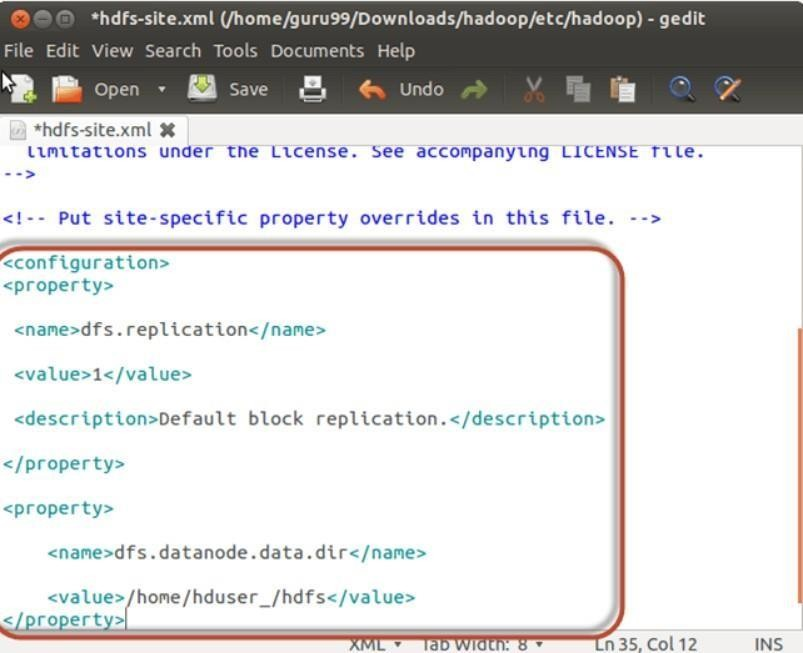 *hdfs-site.xml (/home/guru99/Downloads/hadoop/etc/hadoop) - gedit
File Edit View Search Tools Documents Help
Open Save Undo
*hdfs-site.xml
limitations under the License. See accompanying LICENSE file.
-->
<!-- Put site-specific property overrides in this file. -->
<configuration>
<property>
<name>dfs.replication</name>
<value>1</value>
<description>Default block replication.</description>
</property>
<property>
<name>dfs.datanode.data.dir</name>
<value>/home/hduser_/hdfs</value>
</property>
XML Tab Width: 8 Ln 35, Col 12 INS